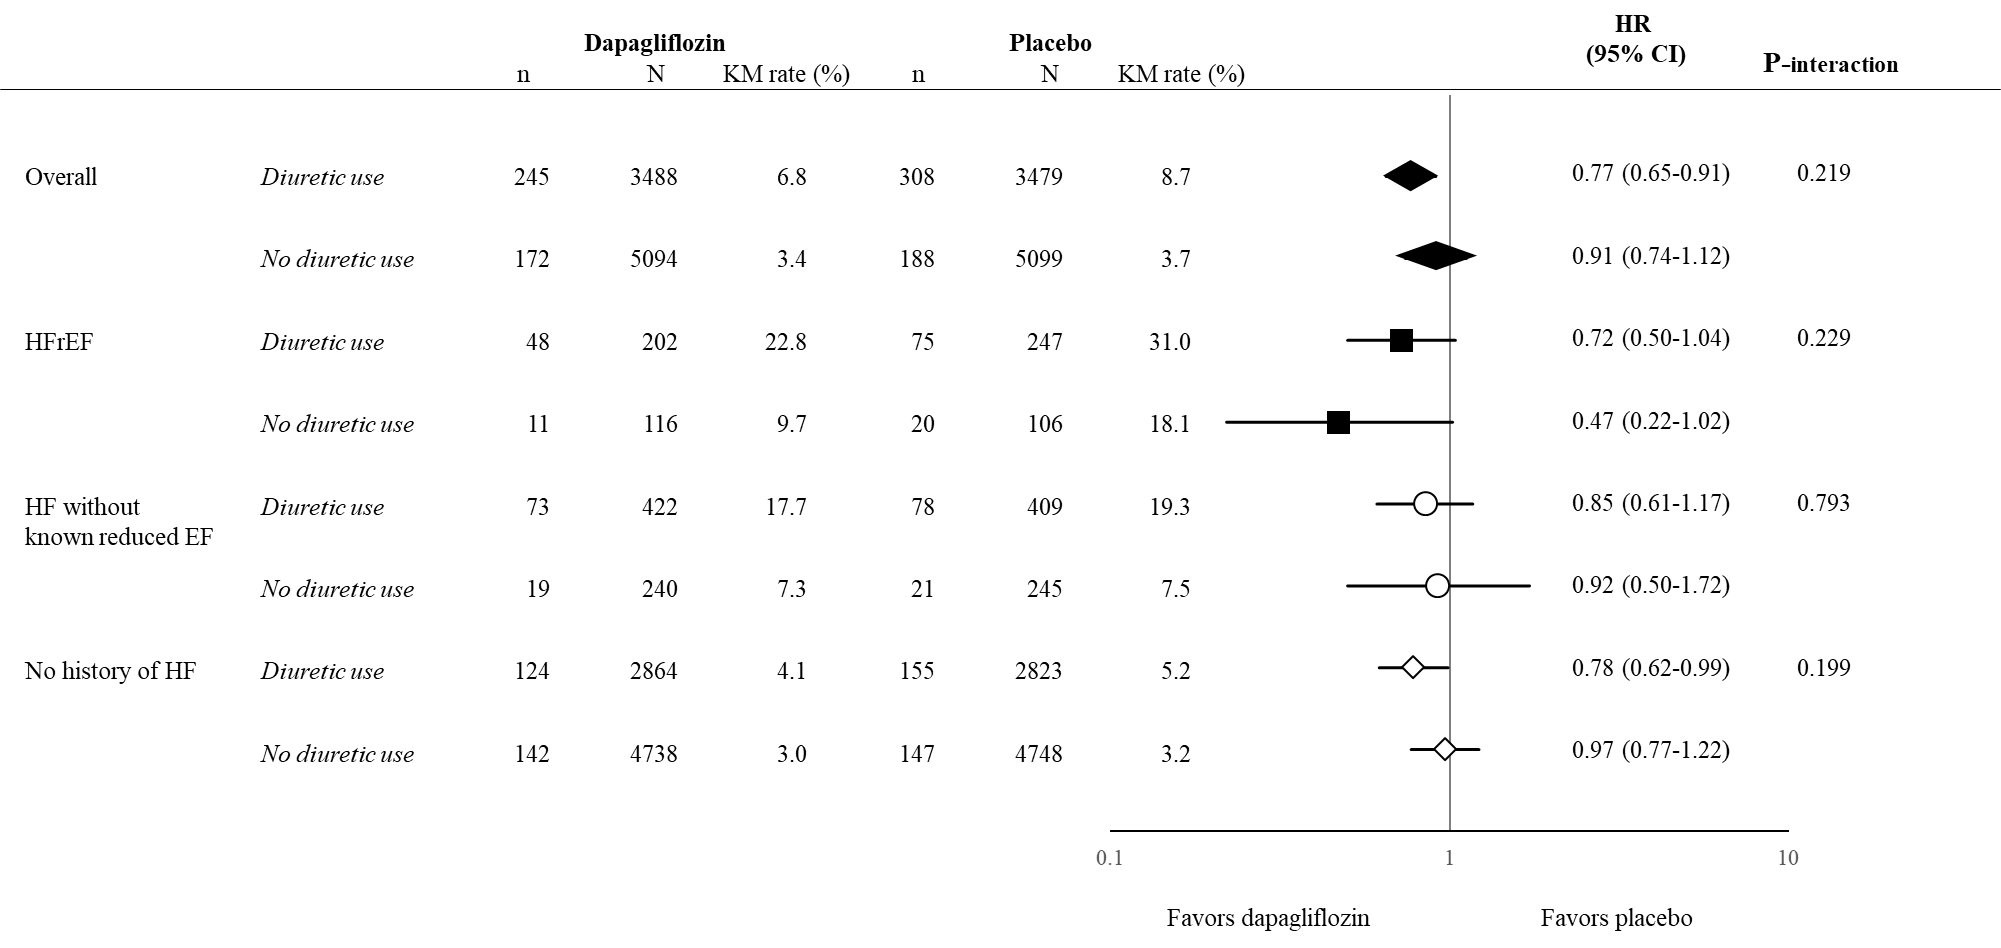 Dapagliflozin Placebo HR
(95% CI) P-interaction
n N KM rate (%) n N KM rate (%)
Overall Diuretic use 245 3488 6.8 308 3479 8.7 0.77 (0.65-0.91) 0.219
No diuretic use 172 5094 3.4 188 5099 3.7 0.91 (0.74-1.12)
HFrEF Diuretic use 48 202 22.8 75 247 31.0 0.72 (0.50-1.04) 0.229
No diuretic use 11 116 9.7 20 106 18.1 0.47 (0.22-1.02)
HF without Diuretic use 73 422 17.7 78 409 19.3 0.85 (0.61-1.17) 0.793
known reduced EF
No diuretic use 19 240 7.3 21 245 7.5 0.92 (0.50-1.72)
No history of HF Diuretic use 124 2864 4.1 155 2823 5.2 0.78 (0.62-0.99) 0.199
No diuretic use 142 4738 3.0 147 4748 3.2 0.97 (0.77-1.22)
0.1 1 10
Favors dapagliflozin Favors placebo